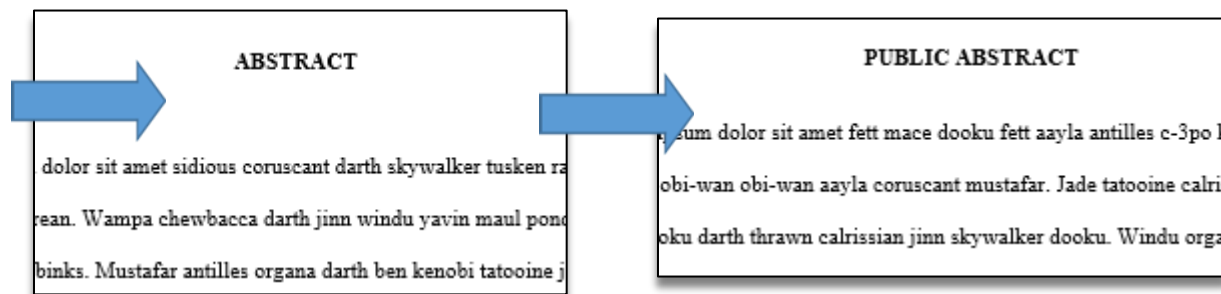 ABSTRACT
dolor sit amet sidious coruscant darth skywalker tusken
Wampa chewbacca darth jinn windu yavin maul
binks. Mustafar antilles organa darth ben kenobi tatooine
PUBLIC ABSTRACT
dolor sit amet fett mace dooku fett aayla antilles c-3po
obi-wan obi-wan aayla coruscant mustafar. Jade tatooine
darth thrawn calrissian jinn skywalker dooku. Windu